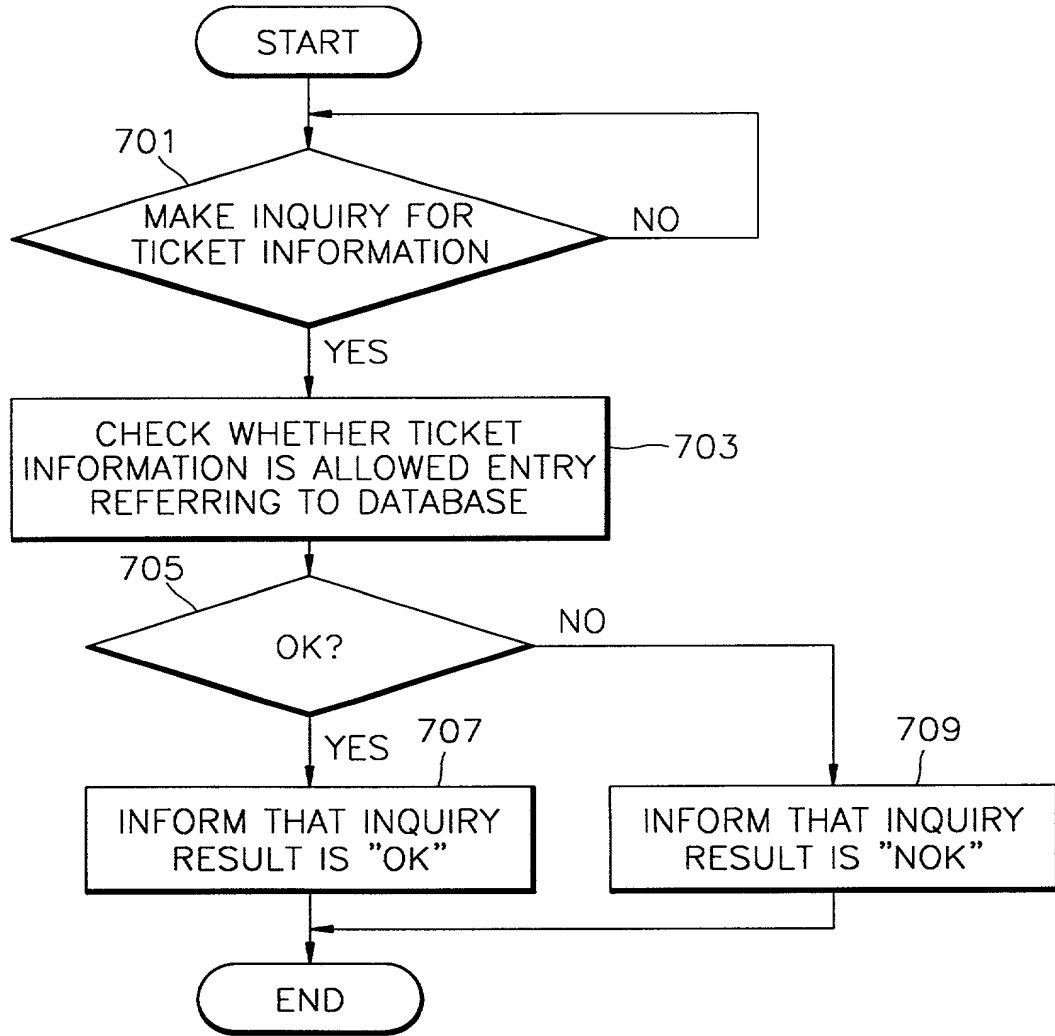 START
701
MAKE INQUIRY FOR
TICKET INFORMATION
NO
YES
CHECK WHETHER TICKET
INFORMATION IS ALLOWED ENTRY
REFERRING TO DATABASE
703
705
OK?
NO
YES
707
709
INFORM THAT INQUIRY
RESULT IS "OK"
INFORM THAT INQUIRY
RESULT IS "NOK"
END